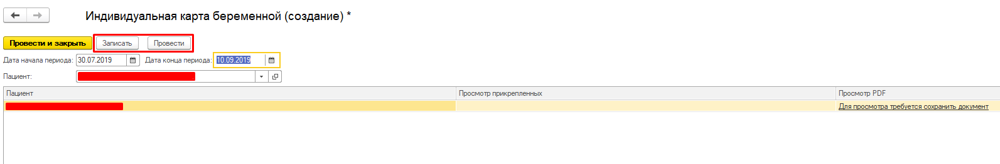 Индивидуальная карта беременной (создание) *
Провести и закрыть Записать Провести
Дата начала периода: 30.07.2019 Дата конца периода: 10.09.2019
Пациент:
Пациент Просмотр прикрепленных Просмотр PDF
Для просмотра требуется сохранить документ